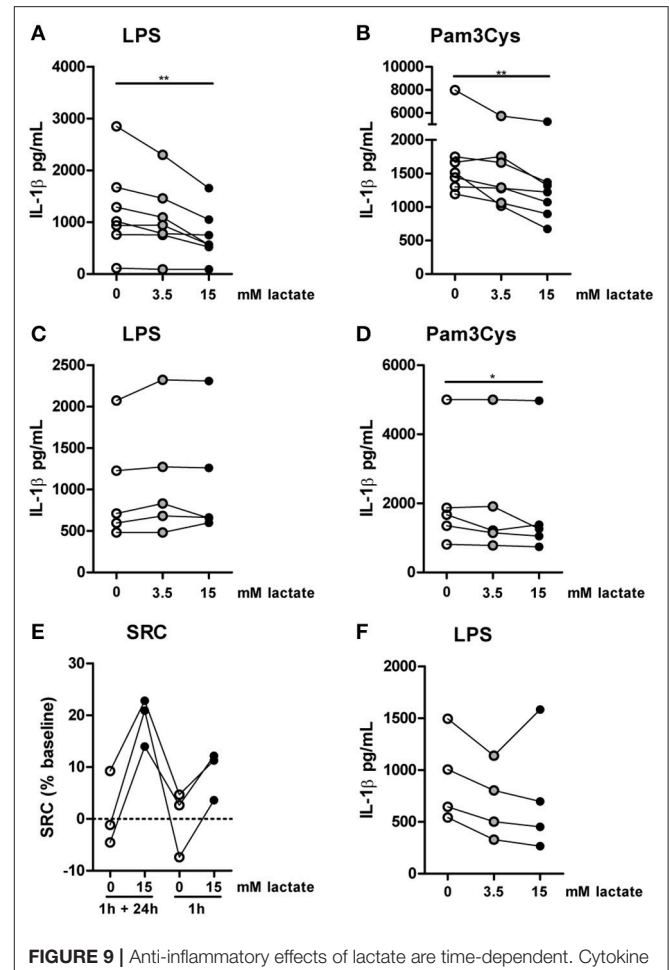 A
LPS
**
4000
3000
2000
1000
0
IL-1β pg/mL
0 3.5 15 mM lactate
B
Pam3Cys
**
10000
8000
6000
4000
1500
1000
500
0
IL-1β pg/mL
0 3.5 15 mM lactate
C
LPS
2500
2000
1500
1000
500
0
IL-1β pg/mL
0 3.5 15 mM lactate
D
Pam3Cys
*
6000
4000
2000
0
IL-1β pg/mL
0 3.5 15 mM lactate
E
SRC
30
20
10
0
-10
SRC (% baseline)
0 15 0 15 mM lactate
1h + 24h 1h
F
LPS
2000
1500
1000
500
0
IL-1β pg/mL
0 3.5 15 mM lactate
FIGURE 9 | Anti-inflammatory effects of lactate are time-dependent. Cytokine